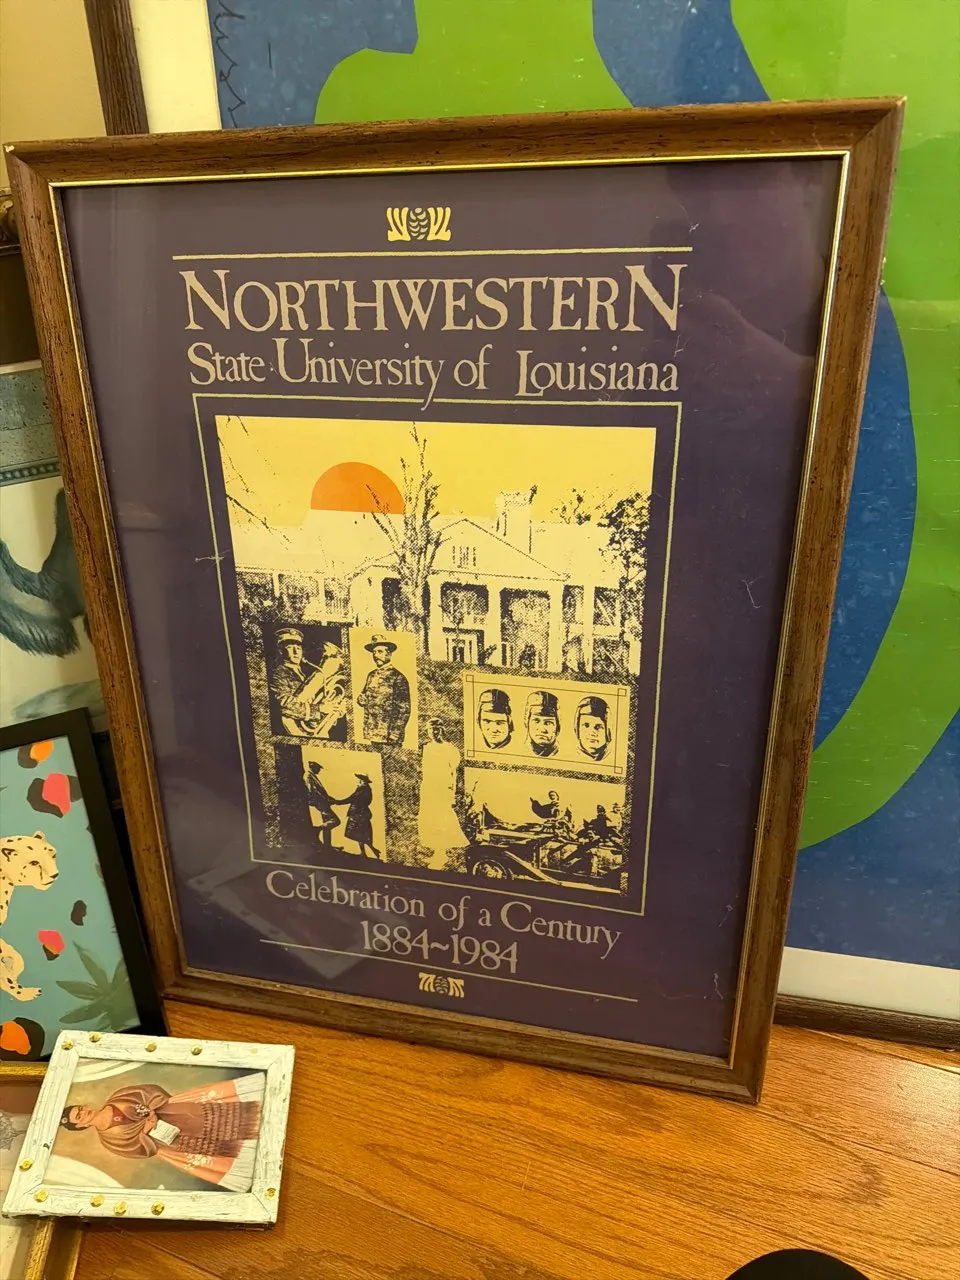 NORTHWESTERN
State University of Louisiana
Celebration of a Century
1884~1984